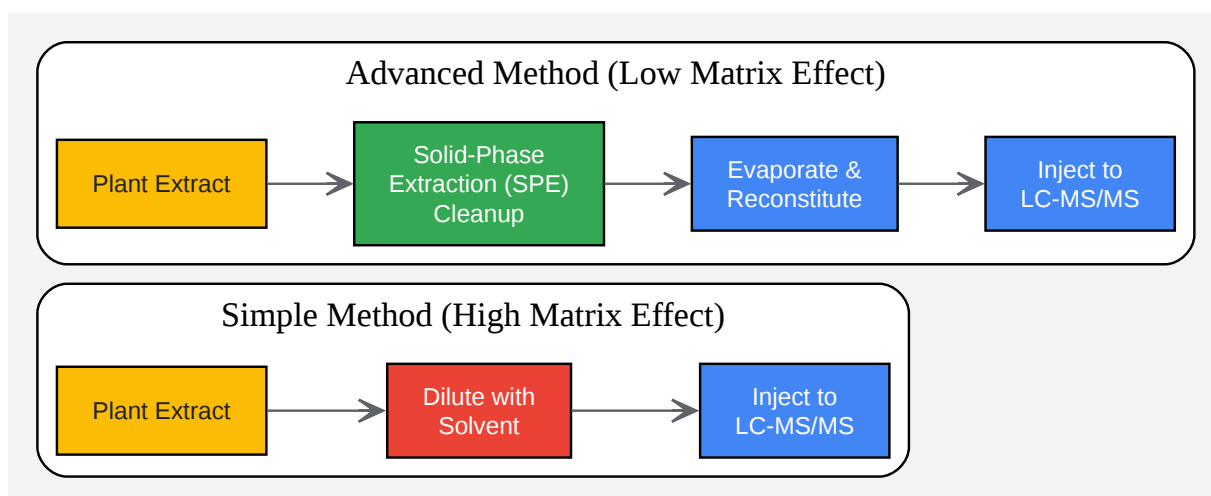 Advanced Method (Low Matrix Effect)
Plant Extract
Solid-Phase
Extraction (SPE)
Cleanup
Evaporate &
Reconstitute
Inject to
LC-MS/MS
Simple Method (High Matrix Effect)
Plant Extract
Dilute with
Solvent
Inject to
LC-MS/MS